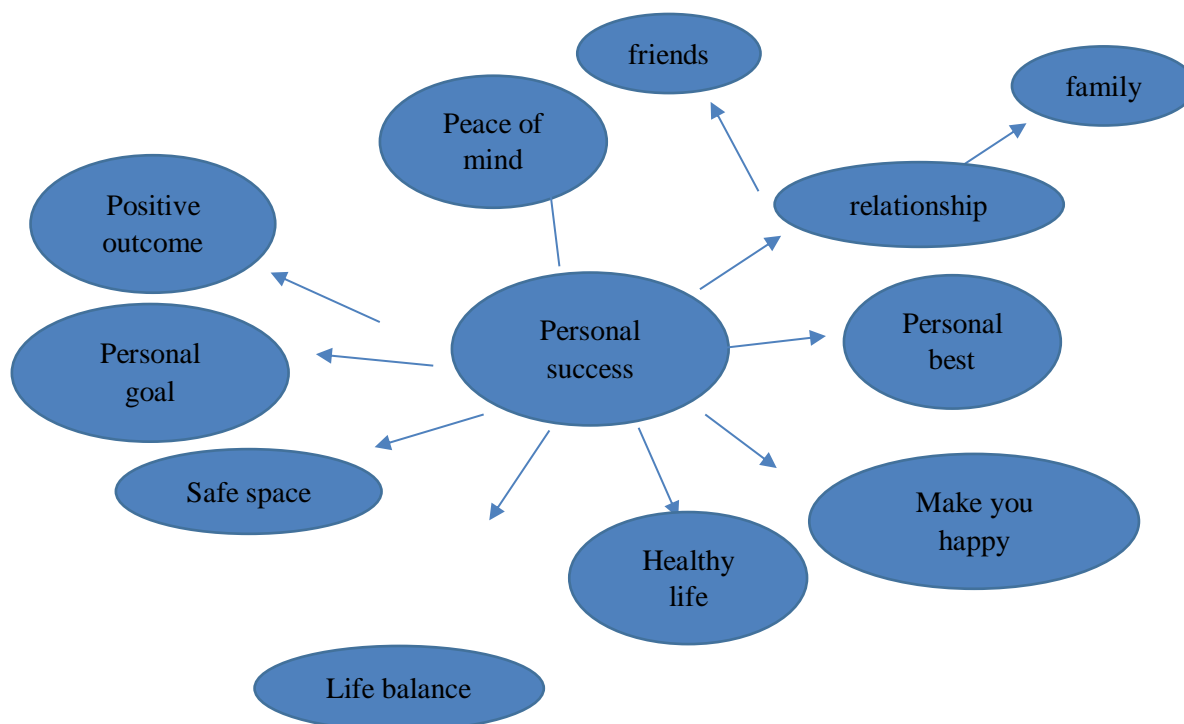 friends
family
Peace of
mind
Positive
outcome
relationship
Personal
success
Personal
best
Personal
goal
Safe space
Make you
happy
Healthy
life
Life balance